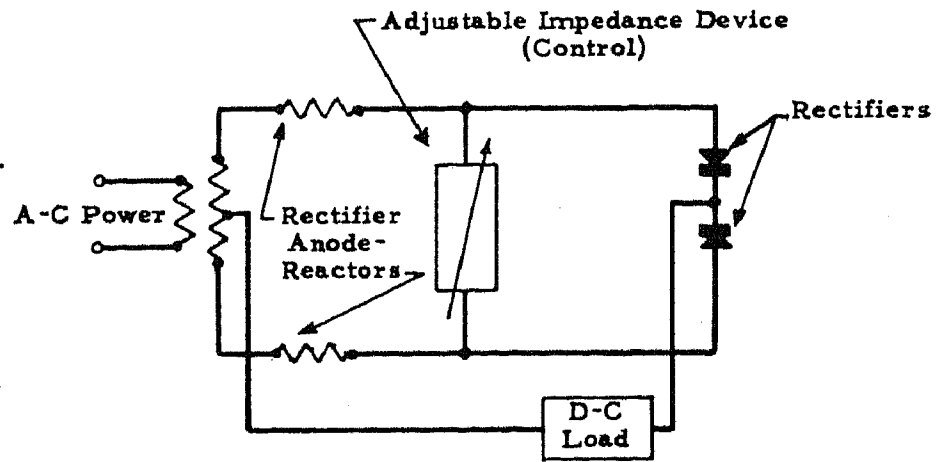 Adjustable Impedance Device
(Control)
Rectifiers
A-C Power
Rectifier
Anode-
Reactors
D-C
Load